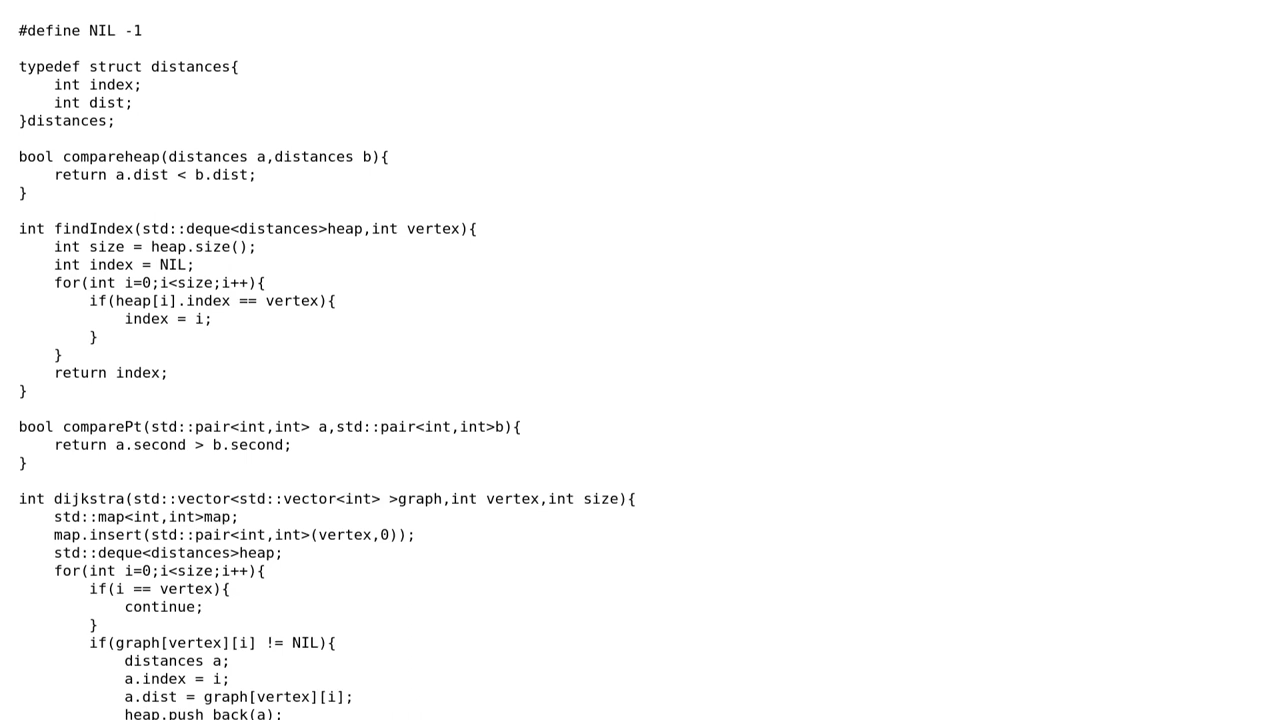 #define NIL -1
typedef struct distances{
    int index;
    int dist;
}distances;
bool compareheap(distances a,distances b){
    return a.dist < b.dist;
}
int findIndex(std::deque<distances>heap,int vertex){
    int size = heap.size();
    int index = NIL;
    for(int i=0;i<size;i++){
        if(heap[i].index == vertex){
            index = i;
        }
    }
    return index;
}
bool comparePt(std::pair<int,int> a,std::pair<int,int>b){
    return a.second > b.second;
}
int dijkstra(std::vector<std::vector<int> >graph,int vertex,int size){
    std::map<int,int>map;
    map.insert(std::pair<int,int>(vertex,0));
    std::deque<distances>heap;
    for(int i=0;i<size;i++){
        if(i == vertex){
            continue;
        }
        if(graph[vertex][i] != NIL){
            distances a;
            a.index = i;
            a.dist = graph[vertex][i];
            heap.push_back(a);